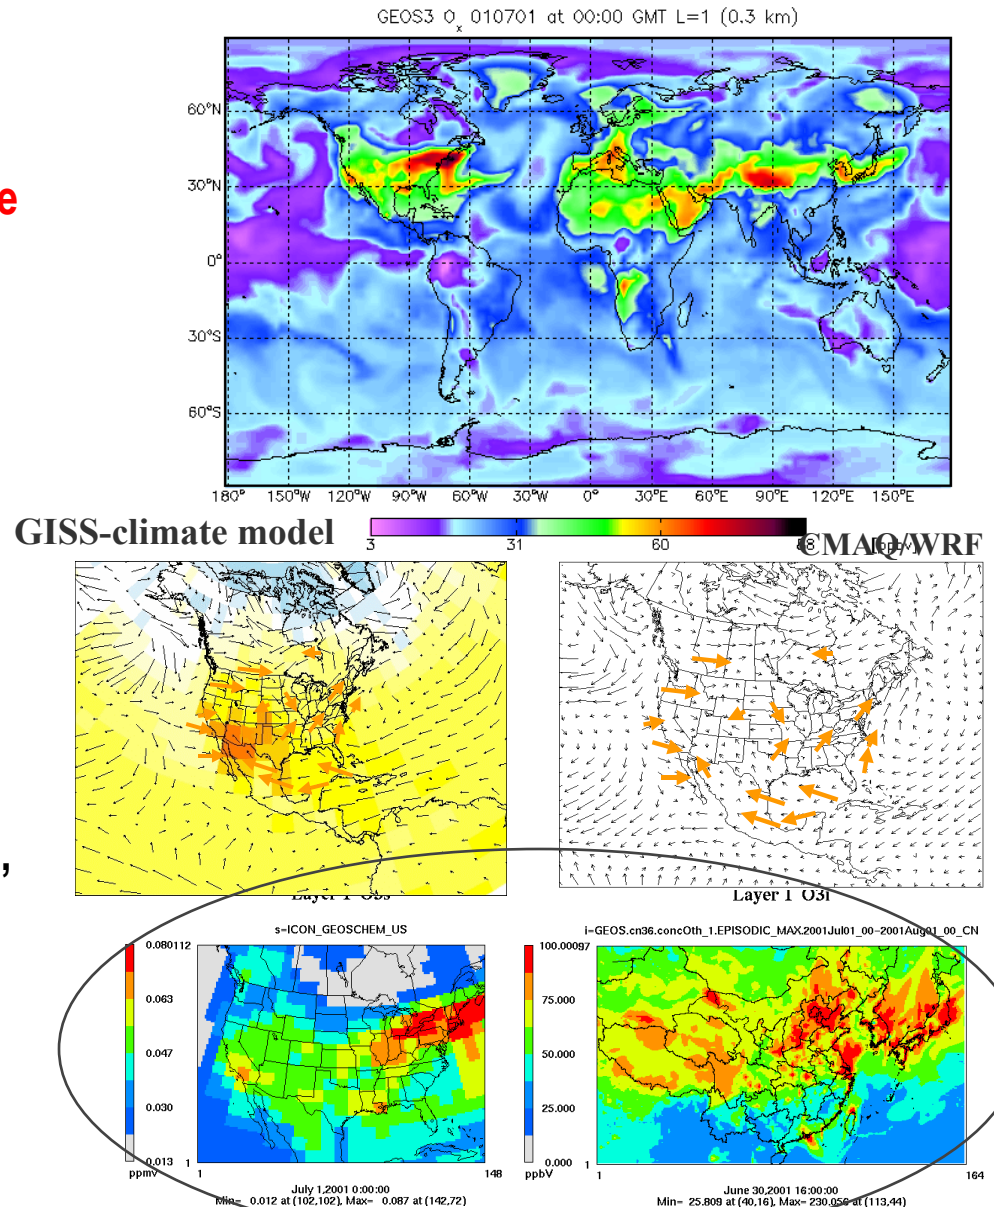 GEOS3 Ox 010701 at 00:00 GMT L=1 (0.3 km)
60°N
30°N
0°
30°S
60°S
180° 150°W 120°W 90°W 60°W 30°W 0° 30°E 60°E 90°E 120°E 150°E
e
GISS-climate model
3 31 60
CMAQ/WRF
,
Layer 1 O3s
Layer 1 O3i
s=ICON_GEOSCHEM_US
0.080112
0.063
0.047
0.030
0.013
ppmV
1
1 148
July 1,2001 0:00:00
Min= 0.012 at (102,102), Max= 0.087 at (142,72)
i=GEOS.cn36.concOth_1.EPISODIC_MAX.2001Jul01_00-2001Aug01_00_CN
100.00097
75.000
50.000
25.000
0.000
ppbV
1
1 164
June 30,2001 16:00:00
Min= 25.809 at (40,16), Max= 230.056 at (113,44)